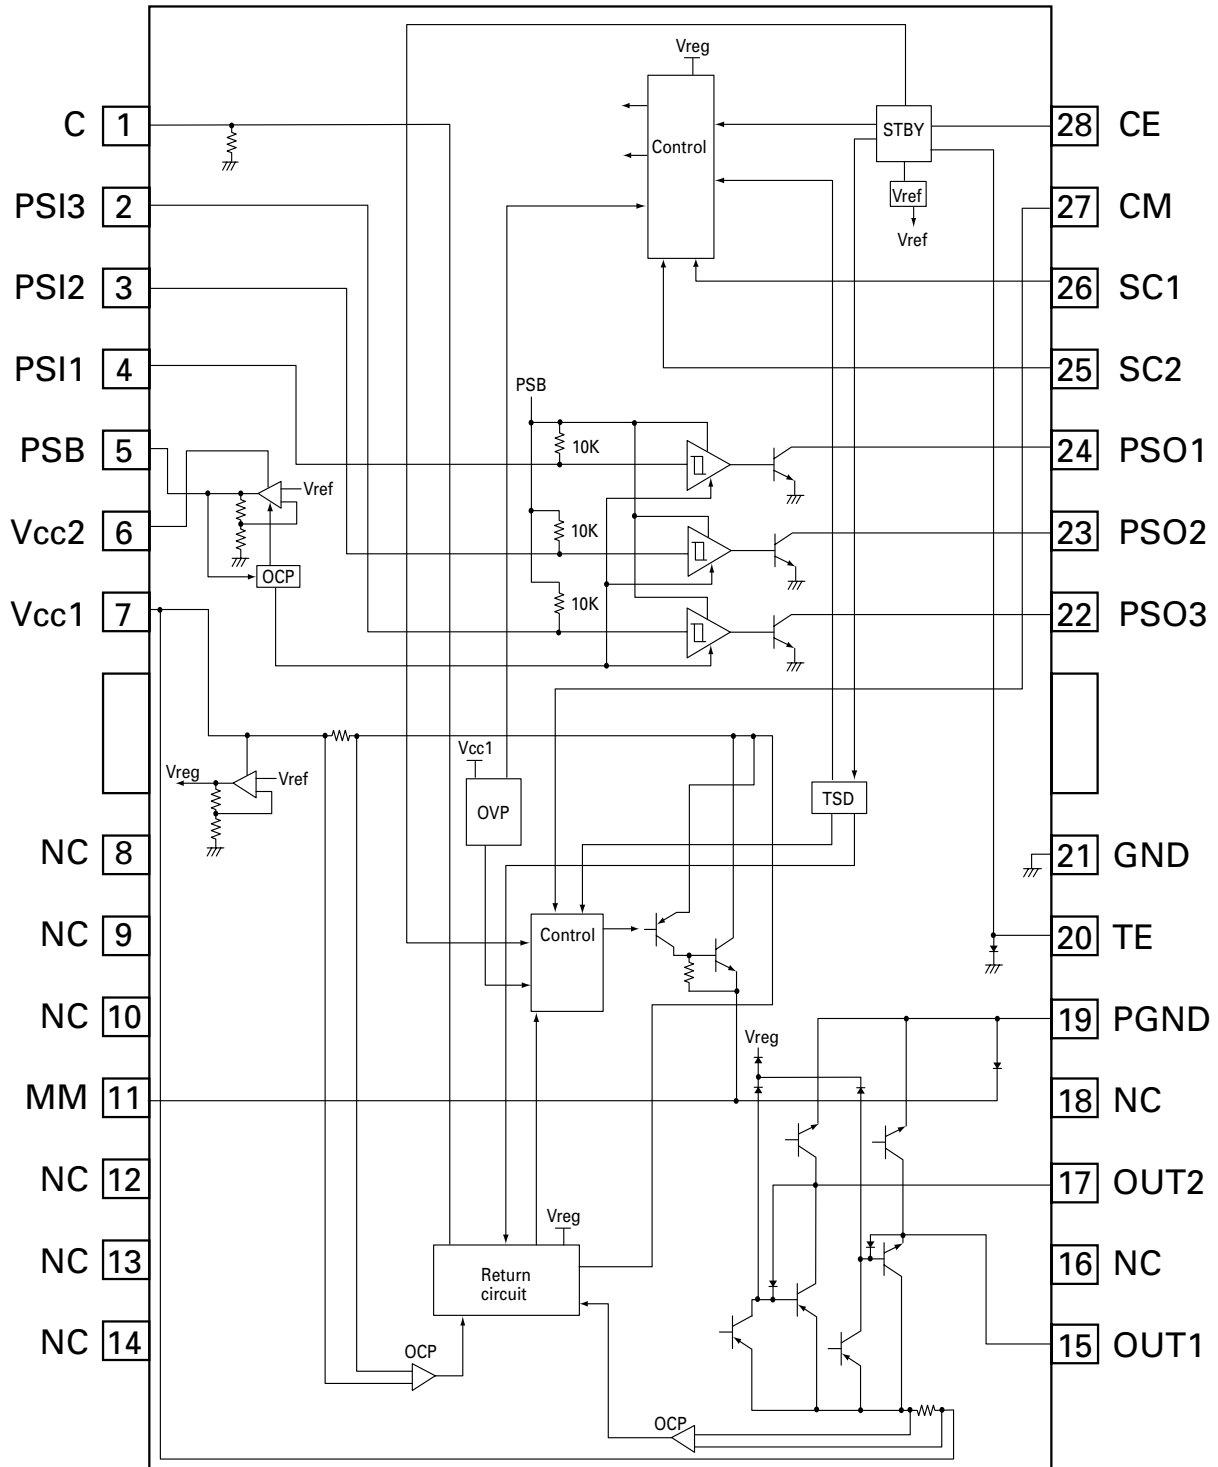 C 1
PSI3 2
PSI2 3
PSI1 4
PSB 5
Vcc2 6
Vcc1 7
NC 8
NC 9
NC 10
MM 11
NC 12
NC 13
NC 14
28 CE
27 CM
26 SC1
25 SC2
24 PSO1
23 PSO2
22 PSO3
21 GND
20 TE
19 PGND
18 NC
17 OUT2
16 NC
15 OUT1
Vreg
Control
STBY
Vref
Vref
PSB
10K
10K
10K
Vref
OCP
Vreg
Vref
Vcc1
OVP
TSD
Control
Vreg
Vreg
Return
circuit
OCP
OCP